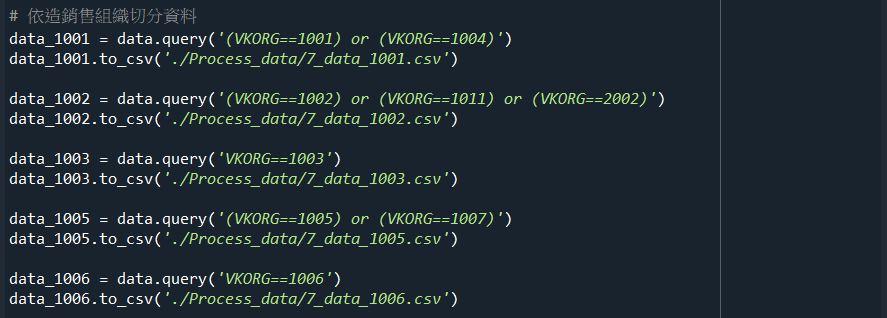 # 依造銷售組織切分資料
data_1001 = data.query('(VKORG==1001) or (VKORG==1004)')
data_1001.to_csv('./Process_data/7_data_1001.csv')
data_1002 = data.query('(VKORG==1002) or (VKORG==1011) or (VKORG==2002)')
data_1002.to_csv('./Process_data/7_data_1002.csv')
data_1003 = data.query('VKORG==1003')
data_1003.to_csv('./Process_data/7_data_1003.csv')
data_1005 = data.query('(VKORG==1005) or (VKORG==1007)')
data_1005.to_csv('./Process_data/7_data_1005.csv')
data_1006 = data.query('VKORG==1006')
data_1006.to_csv('./Process_data/7_data_1006.csv')